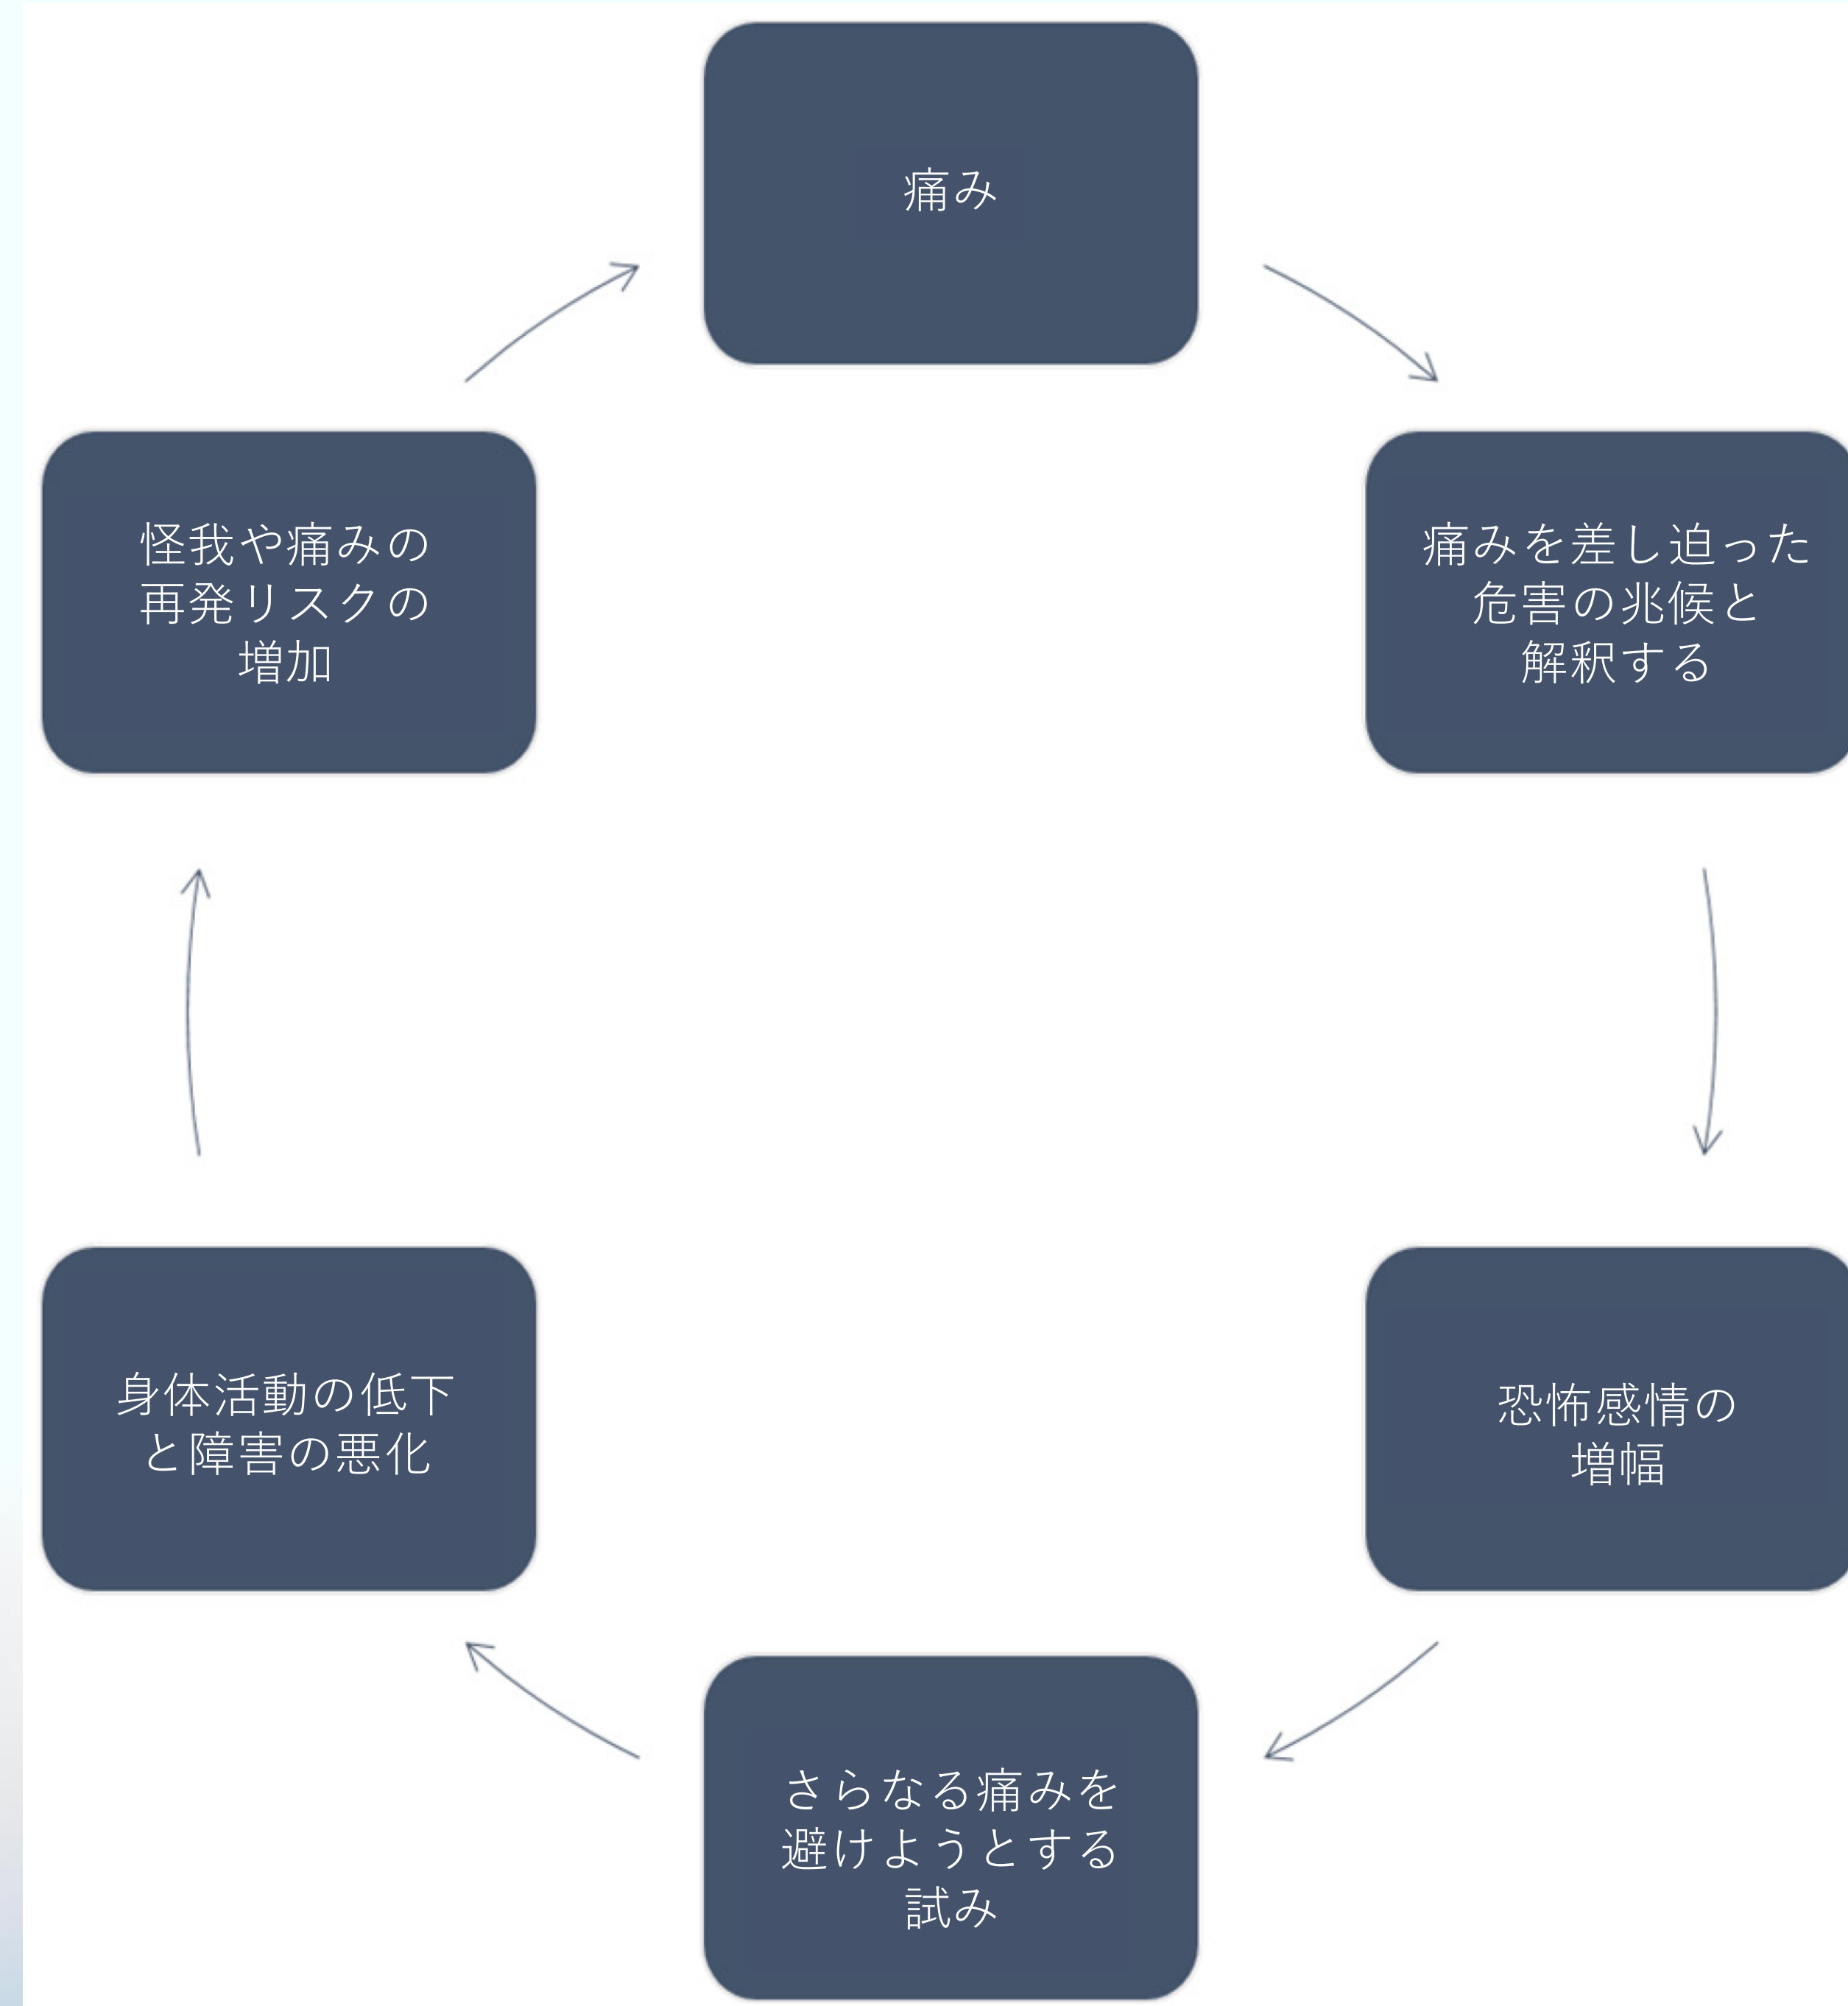 痛み
痛みを差し迫った
危害の兆候と
解釈する
恐怖感情の
増幅
さらなる痛みを
避けようとする
試み
身体活動の低下
と障害の悪化
怪我や痛みの
再発リスクの
増加